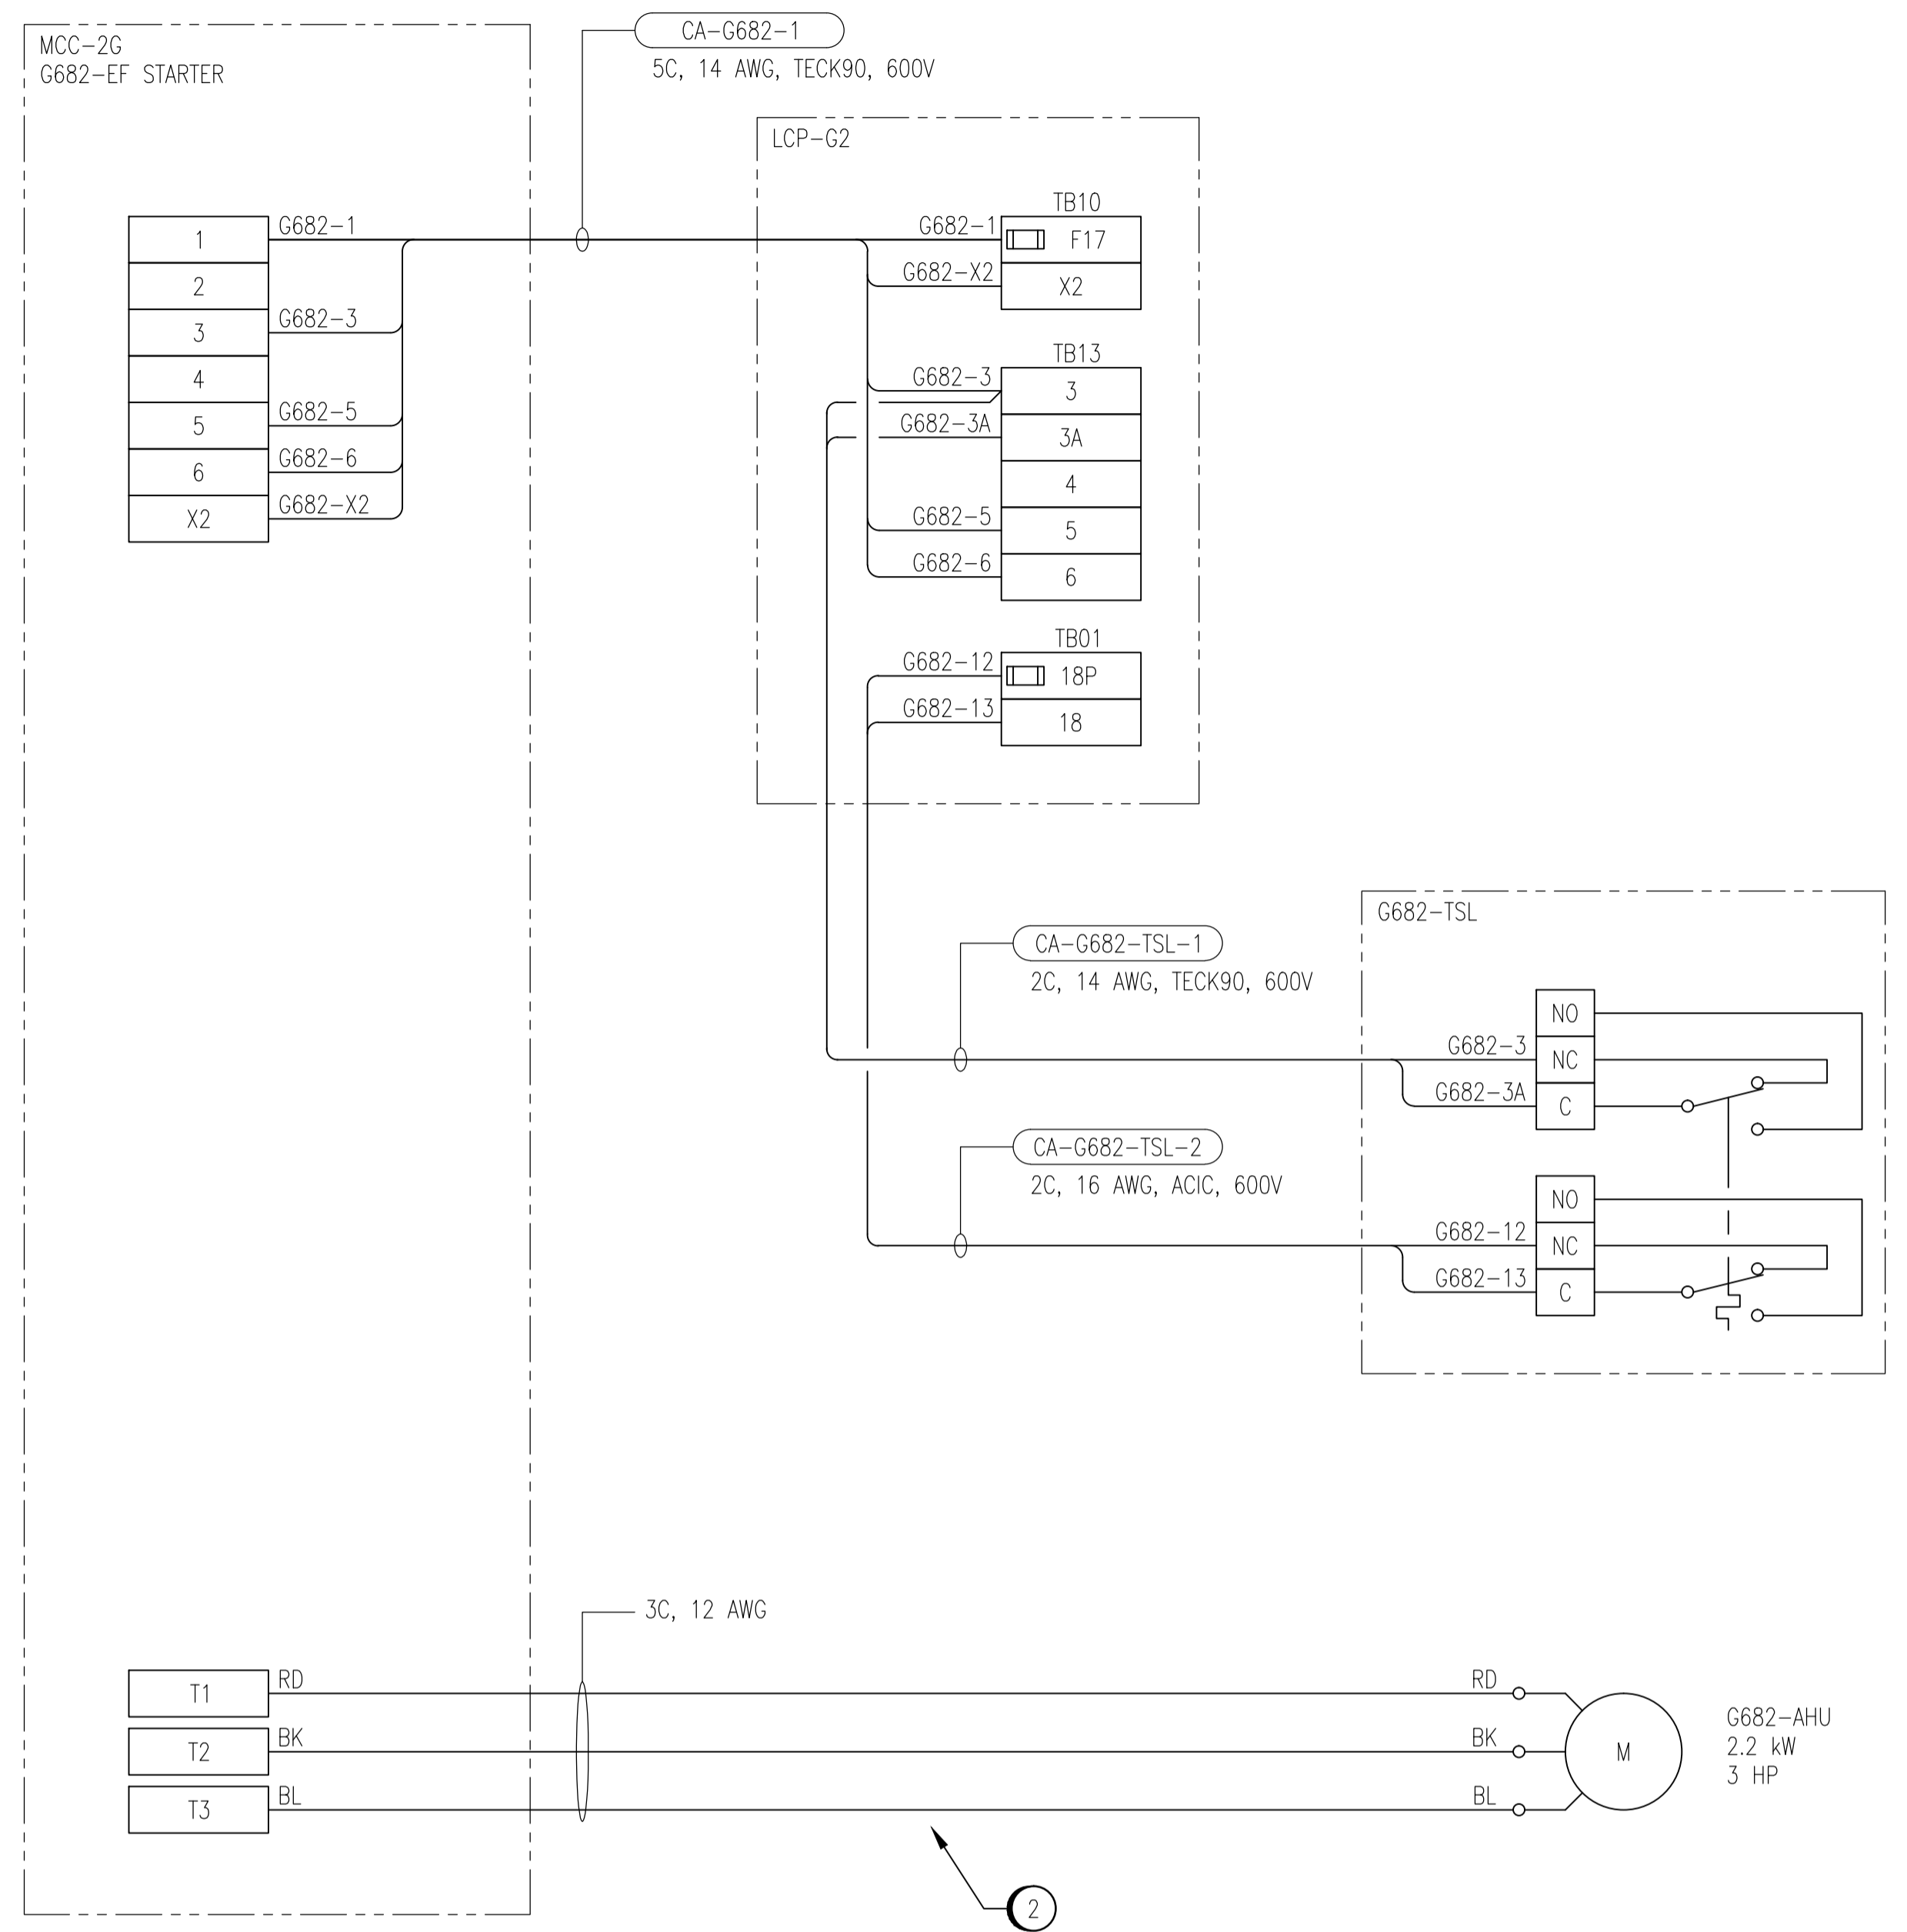 MCC-2G
G682-EF STARTER
CA-G682-1
5C, 14 AWG, TECK90, 600V
LCP-G2
1
2
3
4
5
6
X2
G682-1
G682-3
G682-5
G682-6
G682-X2
TB10
G682-1
F17
G682-X2
X2
TB13
G682-3
3
G682-3A
3A
4
G682-5
5
G682-6
6
TB01
G682-12
18P
G682-13
18
CA-G682-TSL-1
2C, 14 AWG, TECK90, 600V
CA-G682-TSL-2
2C, 16 AWG, ACIC, 600V
G682-TSL
NO
G682-3
NC
G682-3A
C
NO
G682-12
NC
G682-13
C
3C, 12 AWG
T1
RD
RD
T2
BK
BK
T3
BL
BL
M
G682-AHU
2.2 kW
3 HP
2